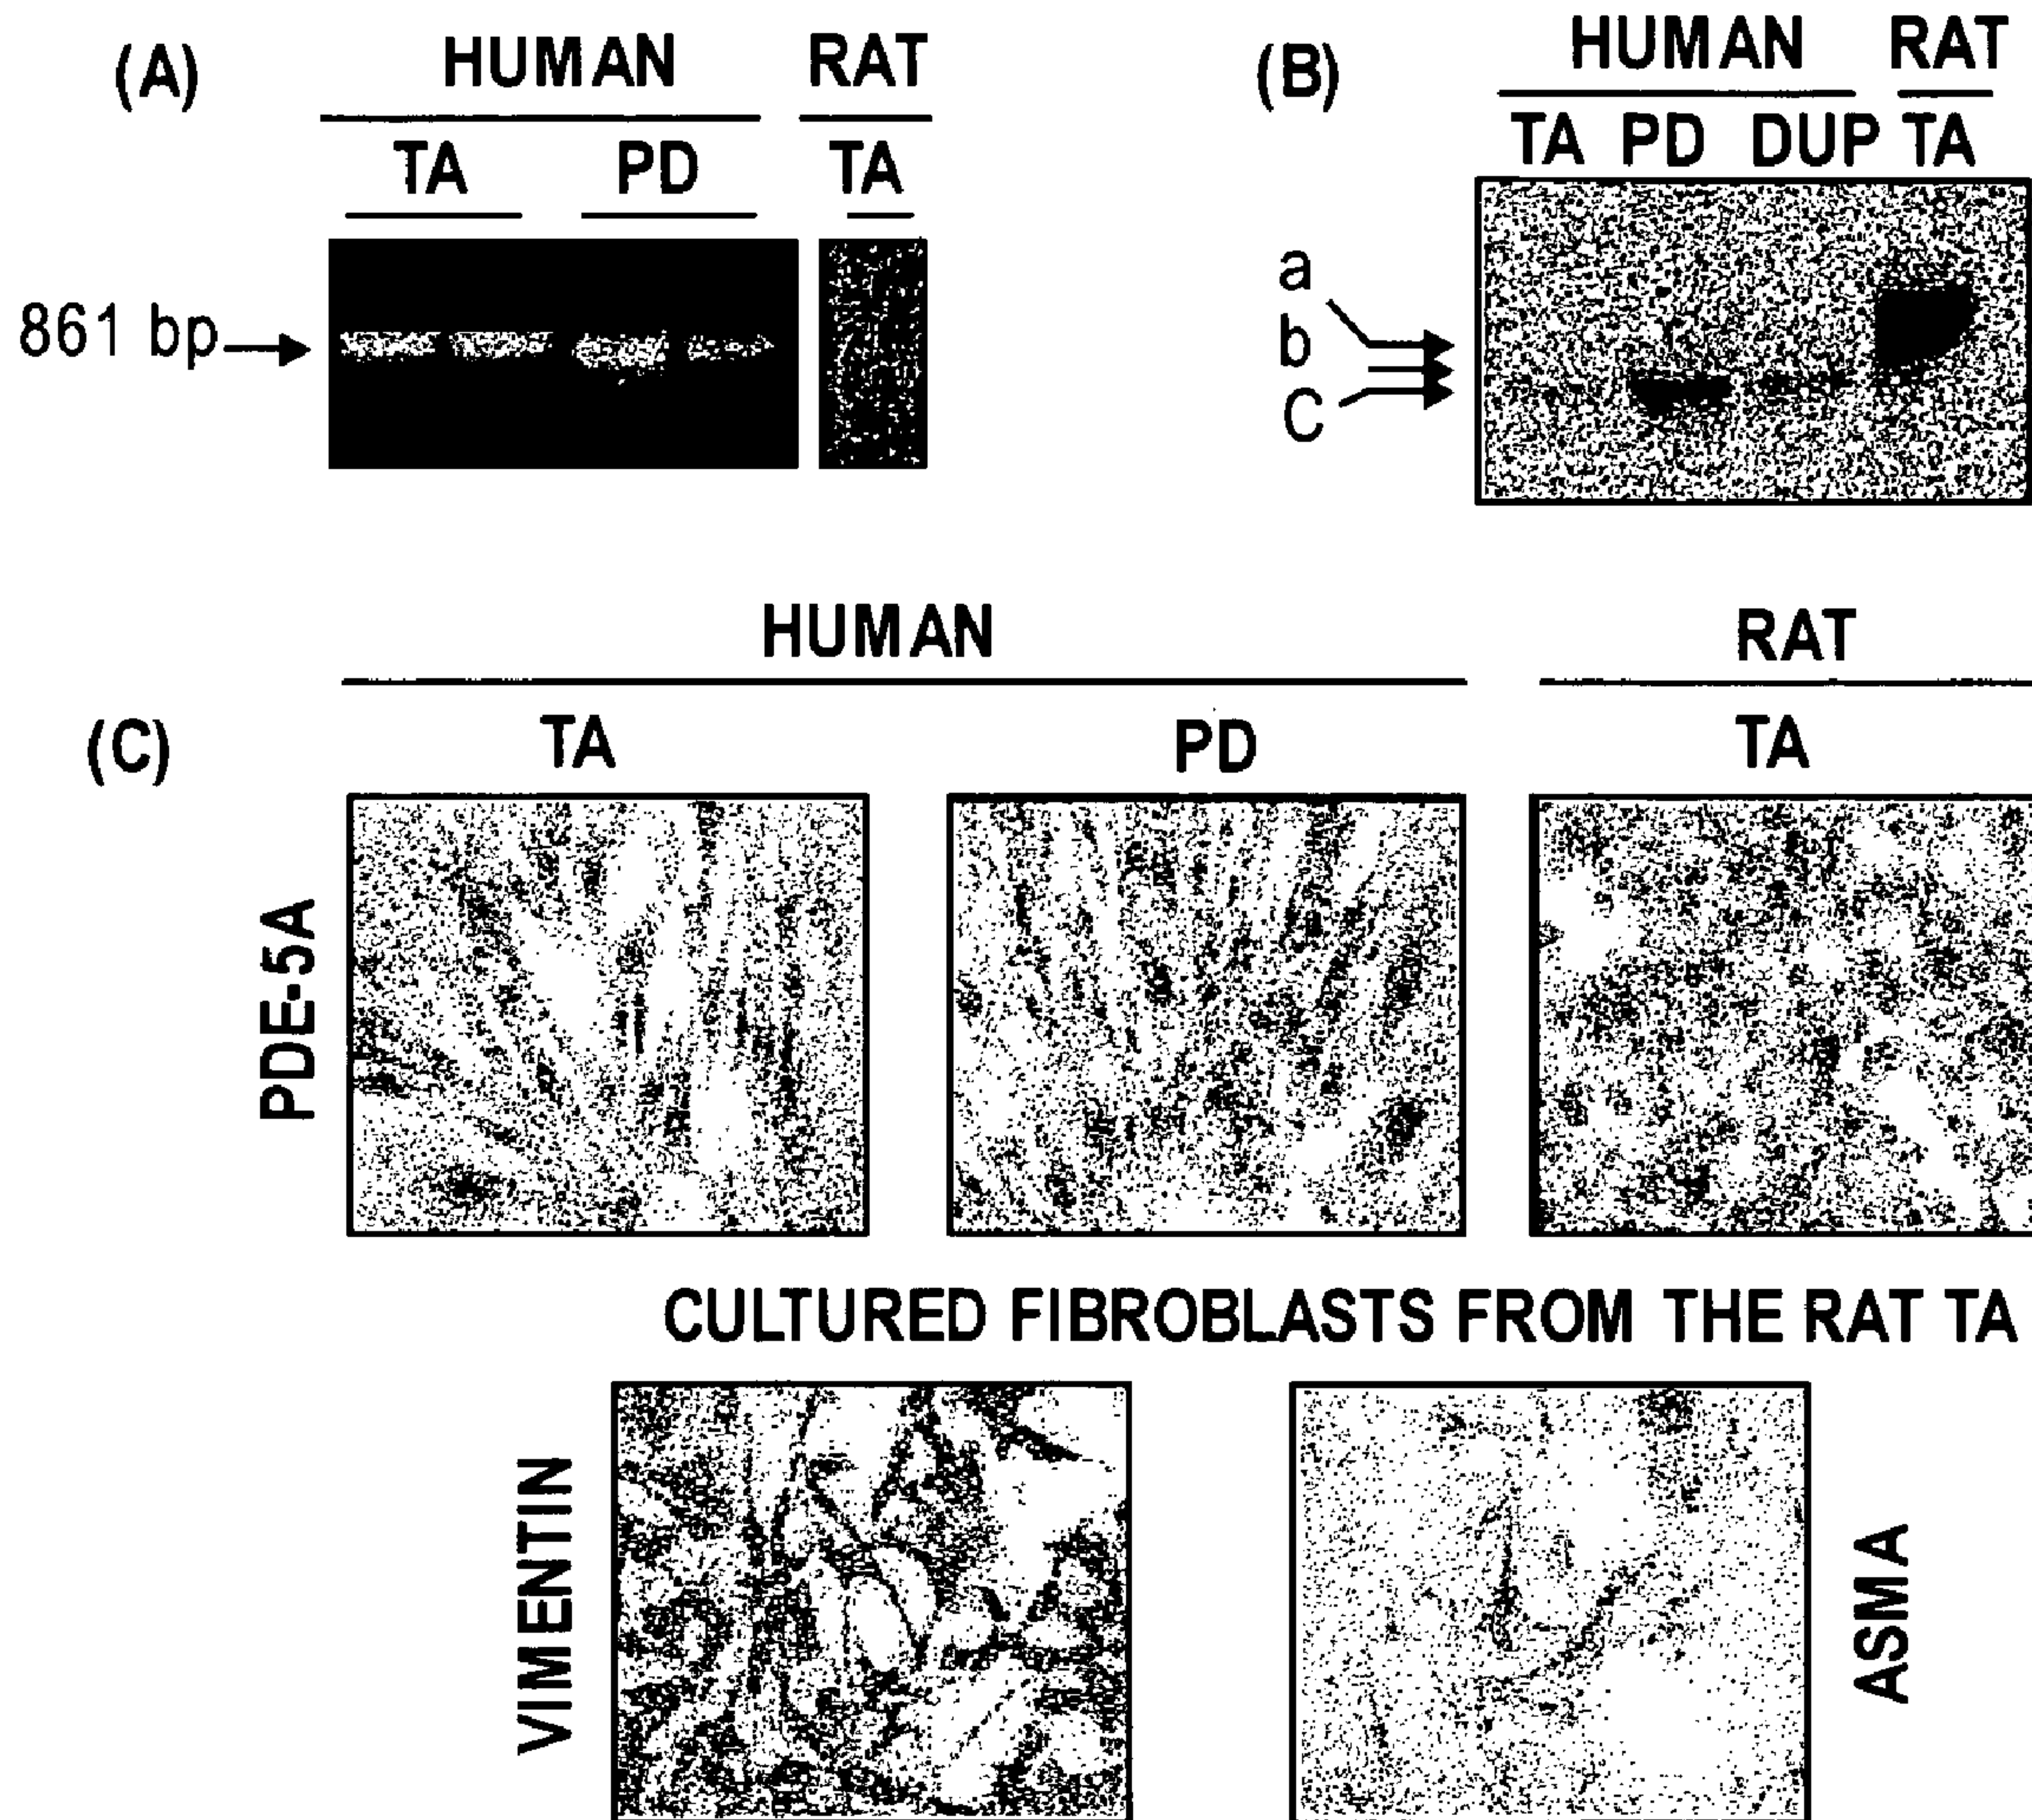 (A)
HUMAN RAT
TA PD TA
861 bp
(B)
HUMAN RAT
TA PD DUP TA
a
b
C
HUMAN RAT
(C)
TA PD TA
PDE-5A
CULTURED FIBROBLASTS FROM THE RAT TA
VIMENTIN
ASMA